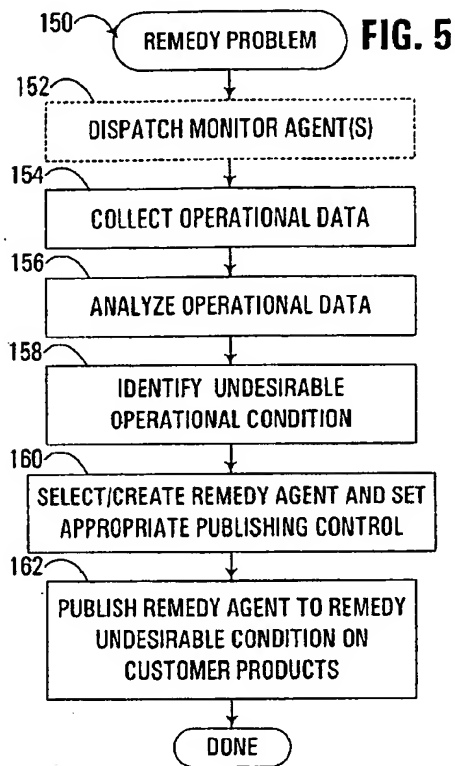 150
REMEDY PROBLEM
FIG. 5
152
DISPATCH MONITOR AGENT(S)
154
COLLECT OPERATIONAL DATA
156
ANALYZE OPERATIONAL DATA
158
IDENTIFY UNDESIRABLE
OPERATIONAL CONDITION
160
SELECT/CREATE REMEDY AGENT AND SET
APPROPRIATE PUBLISHING CONTROL
162
PUBLISH REMEDY AGENT TO REMEDY
UNDESIRABLE CONDITION ON
CUSTOMER PRODUCTS
DONE